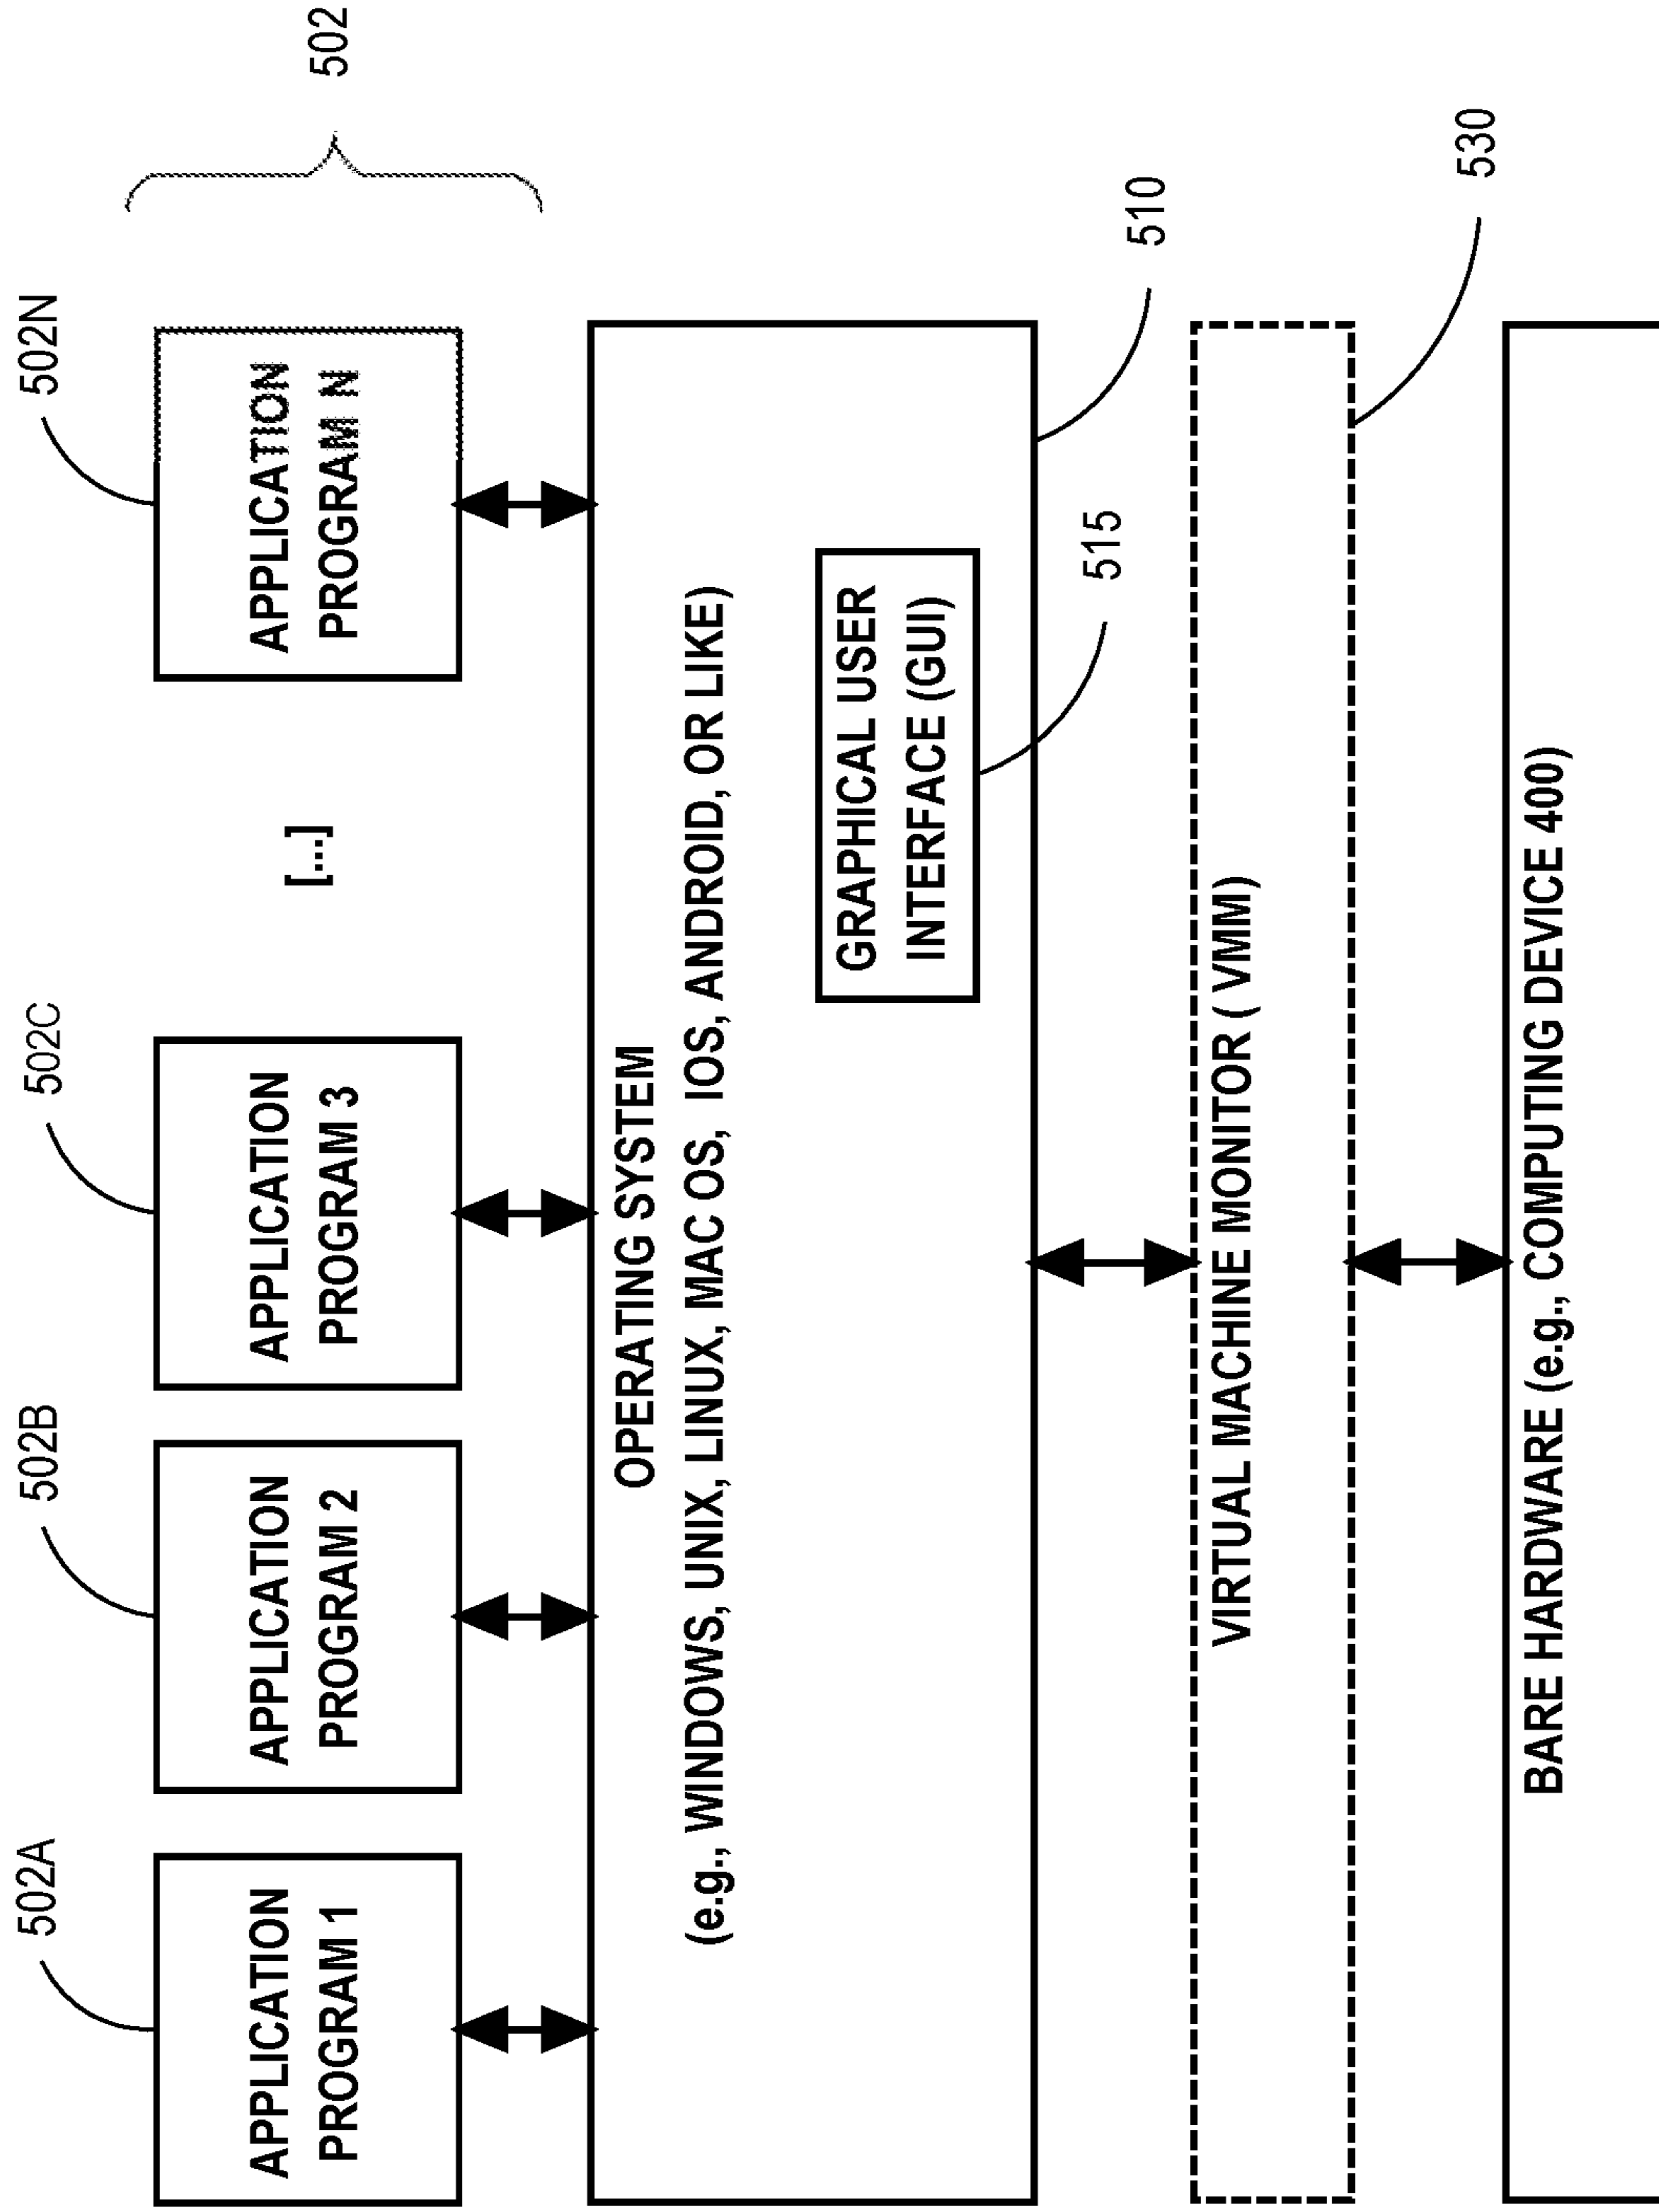 502A
502B
502C
502N
502
APPLICATION
PROGRAM 1
APPLICATION
PROGRAM 2
APPLICATION
PROGRAM 3
[...]
APPLICATION
PROGRAM N
OPERATING SYSTEM
(e.g., WINDOWS, UNIX, LINUX, MAC OS, IOS, ANDROID, OR LIKE)
GRAPHICAL USER
INTERFACE (GUI)
510
515
VIRTUAL MACHINE MONITOR ( VMM)
530
BARE HARDWARE (e.g., COMPUTING DEVICE 400)